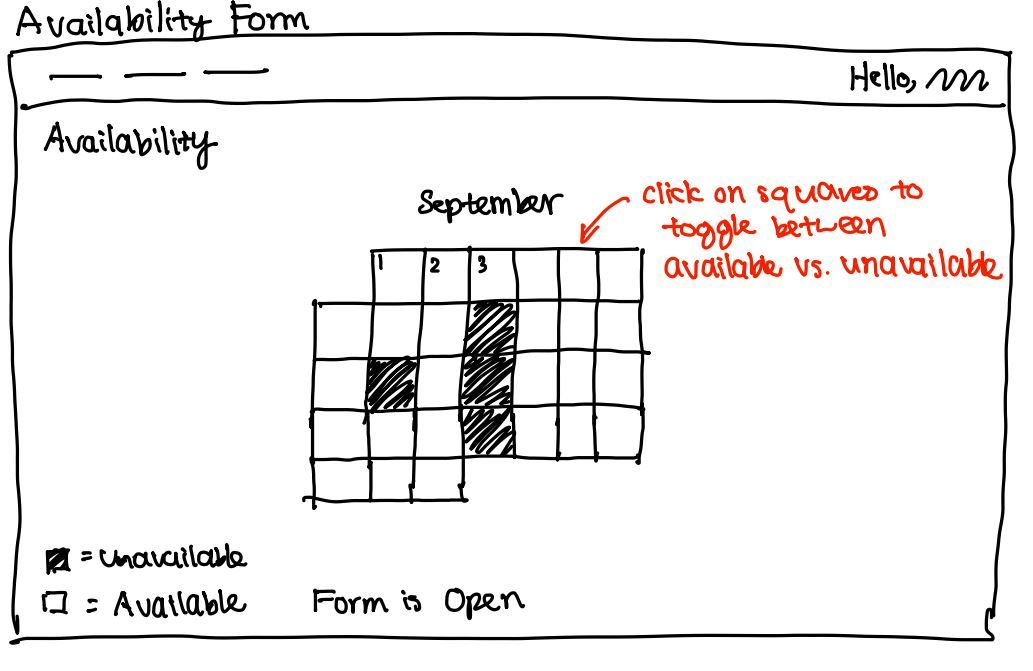 Availability Form
Hello,
Availability
September
click on squares to
toggle between
available vs. unavailable
1 2 3
= Unavailable
= Available
Form is Open